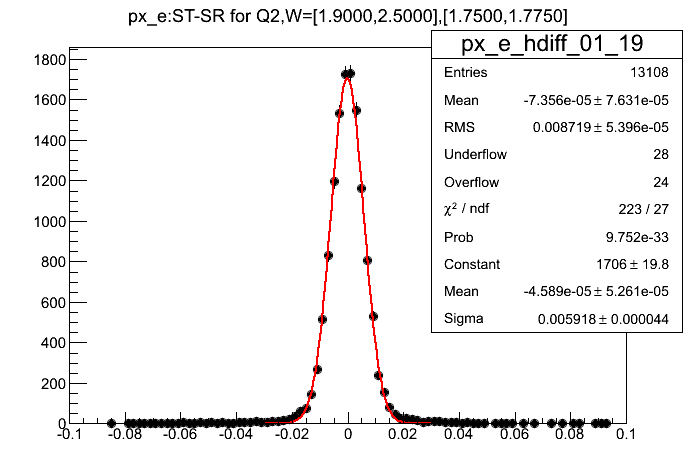 px_e:ST-SR for Q2,W=[1.9000,2.5000],[1.7500,1.7750]
px_e_hdiff_01_19
Entries 13108
Mean -7.356e-05 ± 7.631e-05
RMS 0.008719 ± 5.396e-05
Underflow 28
Overflow 24
χ² / ndf 223 / 27
Prob 9.752e-33
Constant 1706 ± 19.8
Mean -4.589e-05 ± 5.261e-05
Sigma 0.005918 ± 0.000044
1800
1600
1400
1200
1000
800
600
400
200
0
-0.1 -0.08 -0.06 -0.04 -0.02 0 0.02 0.04 0.06 0.08 0.1